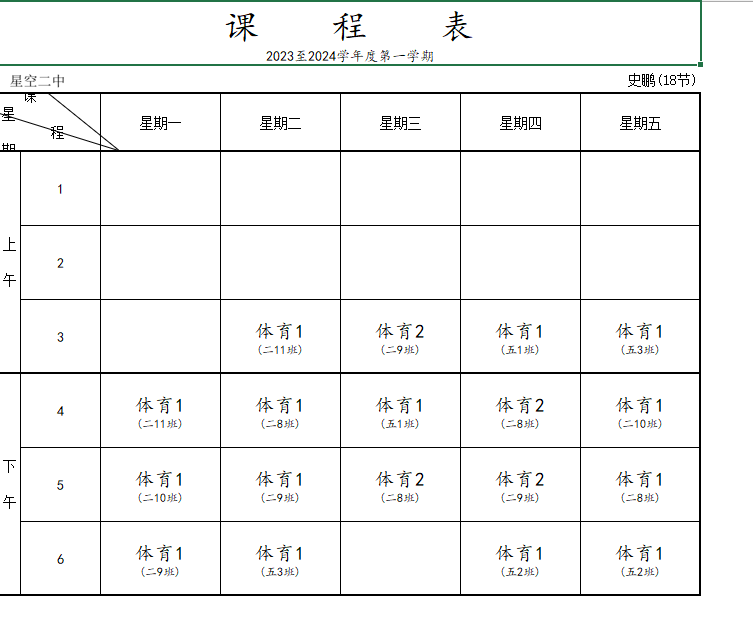 课 程 表
2023至2024学年度第一学期
星空二中 史鹏(18节)
课
星
程
期
星期一 星期二 星期三 星期四 星期五
上午
1
2
3 体育1 体育2 体育1 体育1
(二11班) (二9班) (五1班) (五3班)
下午
4 体育1 体育1 体育1 体育2 体育1
(二11班) (二8班) (五1班) (二8班) (二10班)
5 体育1 体育1 体育2 体育2 体育1
(二10班) (二9班) (二8班) (二9班) (二8班)
6 体育1 体育1 体育1 体育1
(二9班) (五3班) (五2班) (五2班)